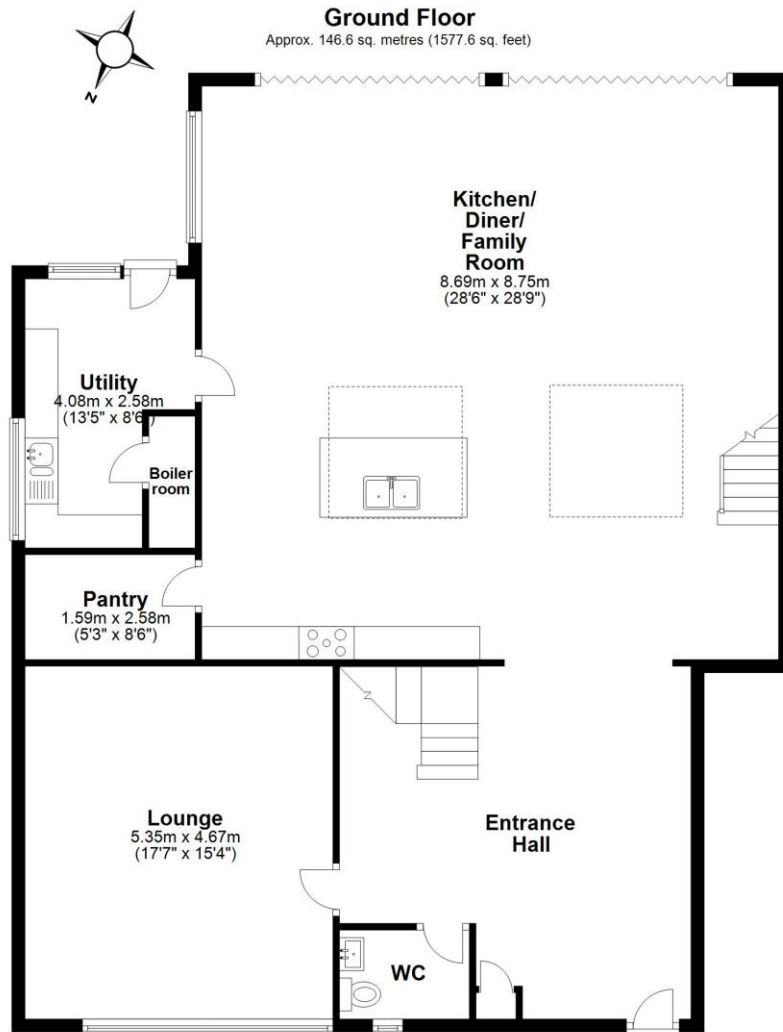 Ground Floor
Approx. 146.6 sq. metres (1577.6 sq. feet)
N
Kitchen/
Diner/
Family
Room
8.69m x 8.75m
(28'6" x 28'9")
Utility
4.08m x 2.58m
(13'5" x 8'6")
Boiler
room
Pantry
1.59m x 2.58m
(5'3" x 8'6")
Lounge
5.35m x 4.67m
(17'7" x 15'4")
Entrance
Hall
WC